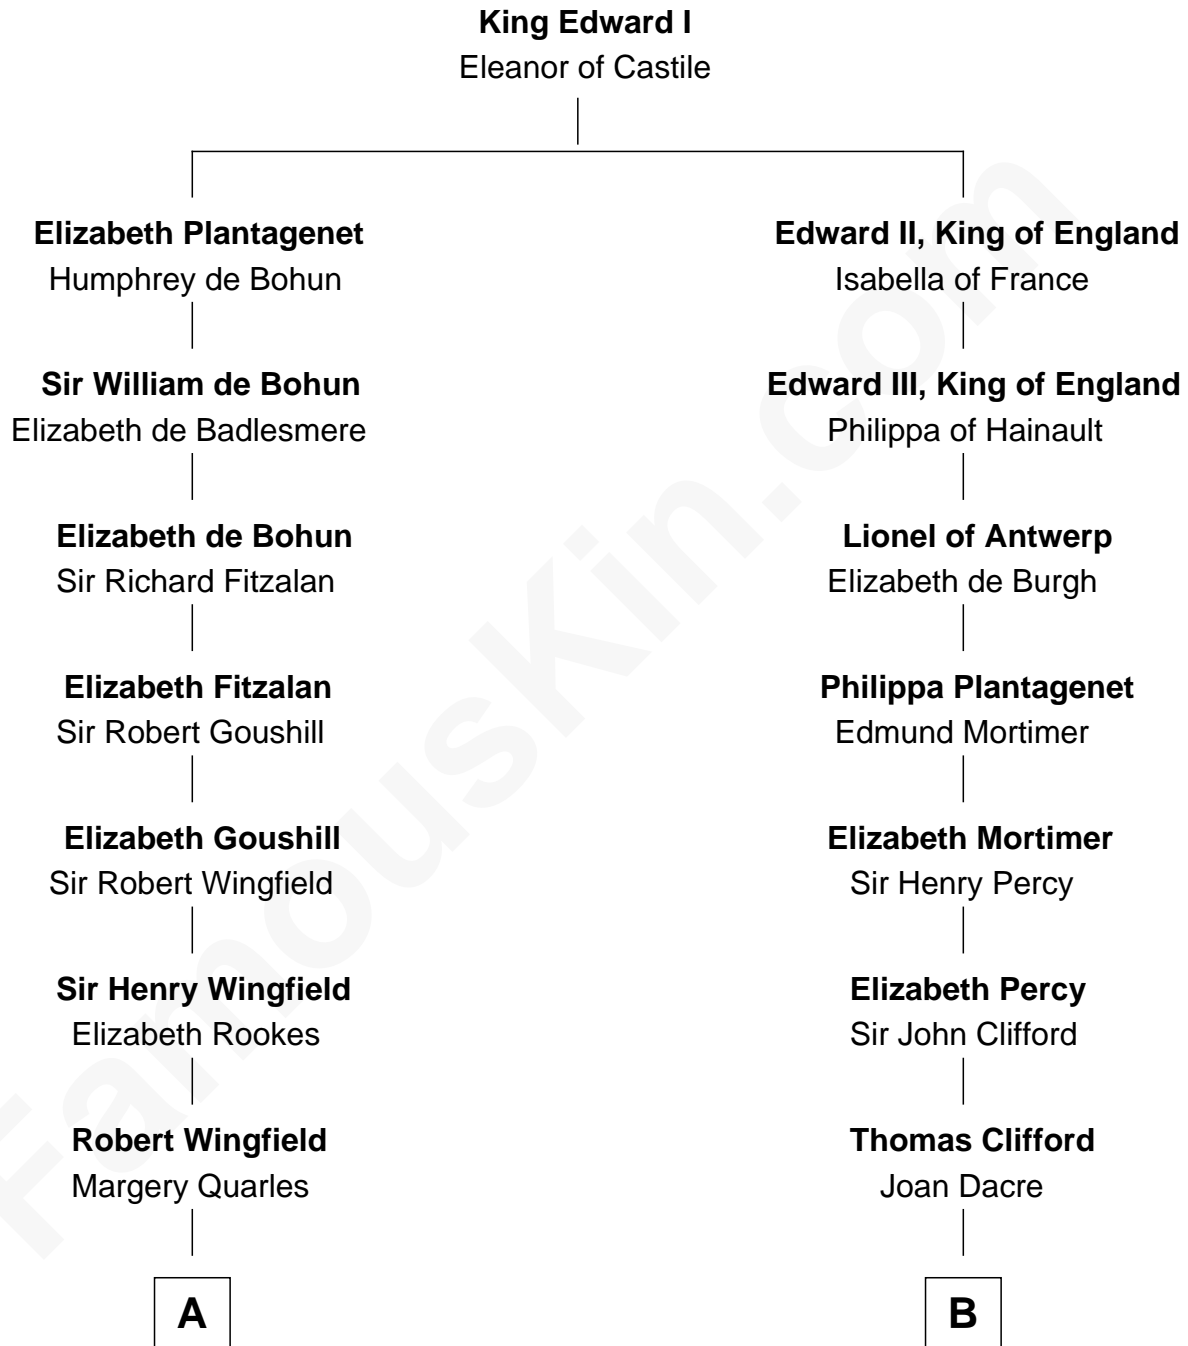 King Edward I
Eleanor of Castile
Elizabeth Plantagenet
Humphrey de Bohun
Sir William de Bohun
Elizabeth de Badlesmere
Elizabeth de Bohun
Sir Richard Fitzalan
Elizabeth Fitzalan
Sir Robert Goushill
Elizabeth Goushill
Sir Robert Wingfield
Sir Henry Wingfield
Elizabeth Rookes
Robert Wingfield
Margery Quarles
A
Edward II, King of England
Isabella of France
Edward III, King of England
Philippa of Hainault
Lionel of Antwerp
Elizabeth de Burgh
Philippa Plantagenet
Edmund Mortimer
Elizabeth Mortimer
Sir Henry Percy
Elizabeth Percy
Sir John Clifford
Thomas Clifford
Joan Dacre
B
FamousKin.com